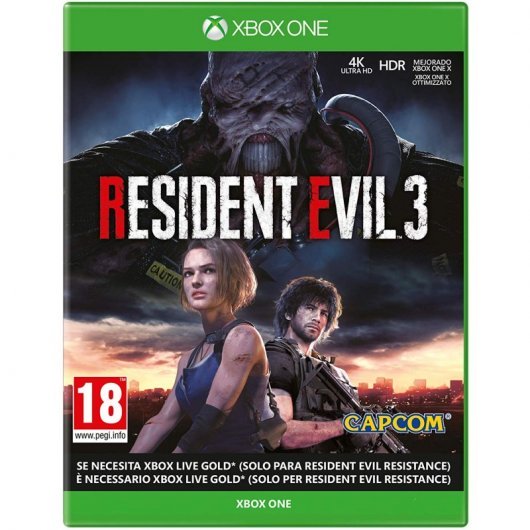 XBOX ONE
4K
ULTRA HD
HDR
MEJORADO
XBOX ONE X
XBOX ONE X
OTTIMIZZATO
RESIDENT EVIL 3
TM
CAUTION
18
www.pegi.info
CAPCOM®
SE NECESITA XBOX LIVE GOLD* (SOLO PARA RESIDENT EVIL RESISTANCE)
È NECESSARIO XBOX LIVE GOLD* (SOLO PER RESIDENT EVIL RESISTANCE)
XBOX ONE